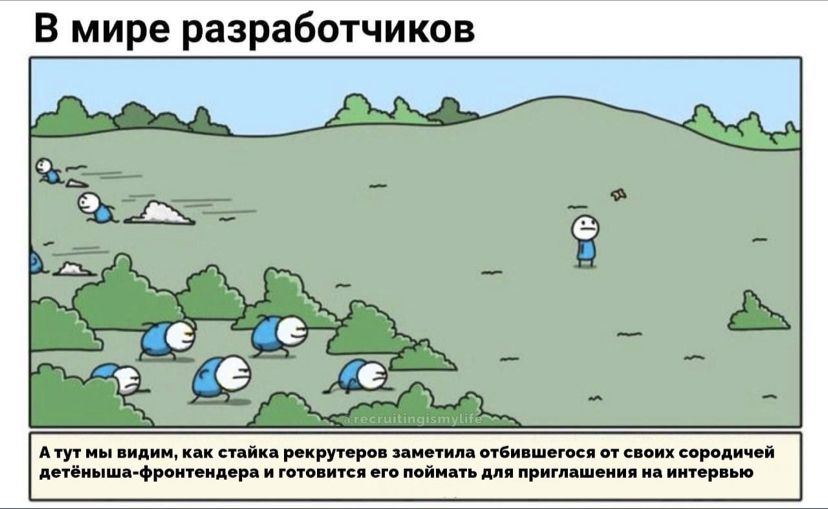 В мире разработчиков
@recruitingismylife
А тут мы видим, как стайка рекрутеров заметила отбившегося от своих сородичей
детёныша-фронтендера и готовится его поймать для приглашения на интервью